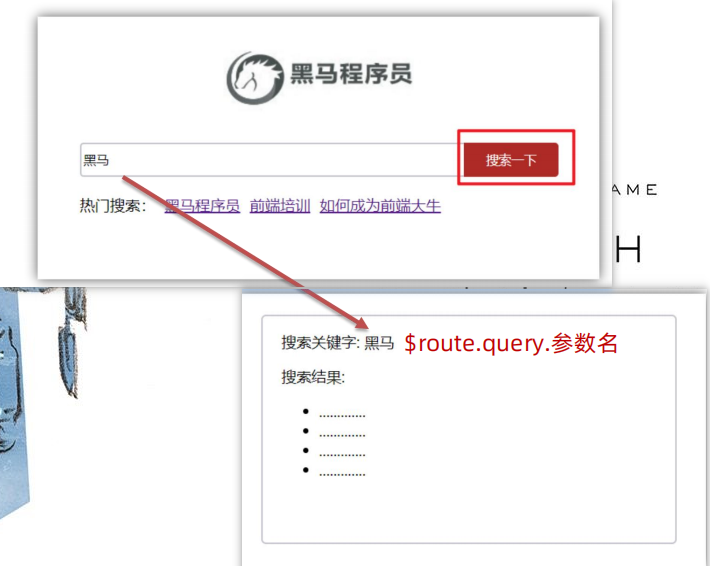 黑马程序员
黑马
搜索一下
热门搜索： 黑马程序员 前端培训 如何成为前端大牛
AME
H
搜索关键字: 黑马 $route.query.参数名
搜索结果:
.............
.............
.............
.............